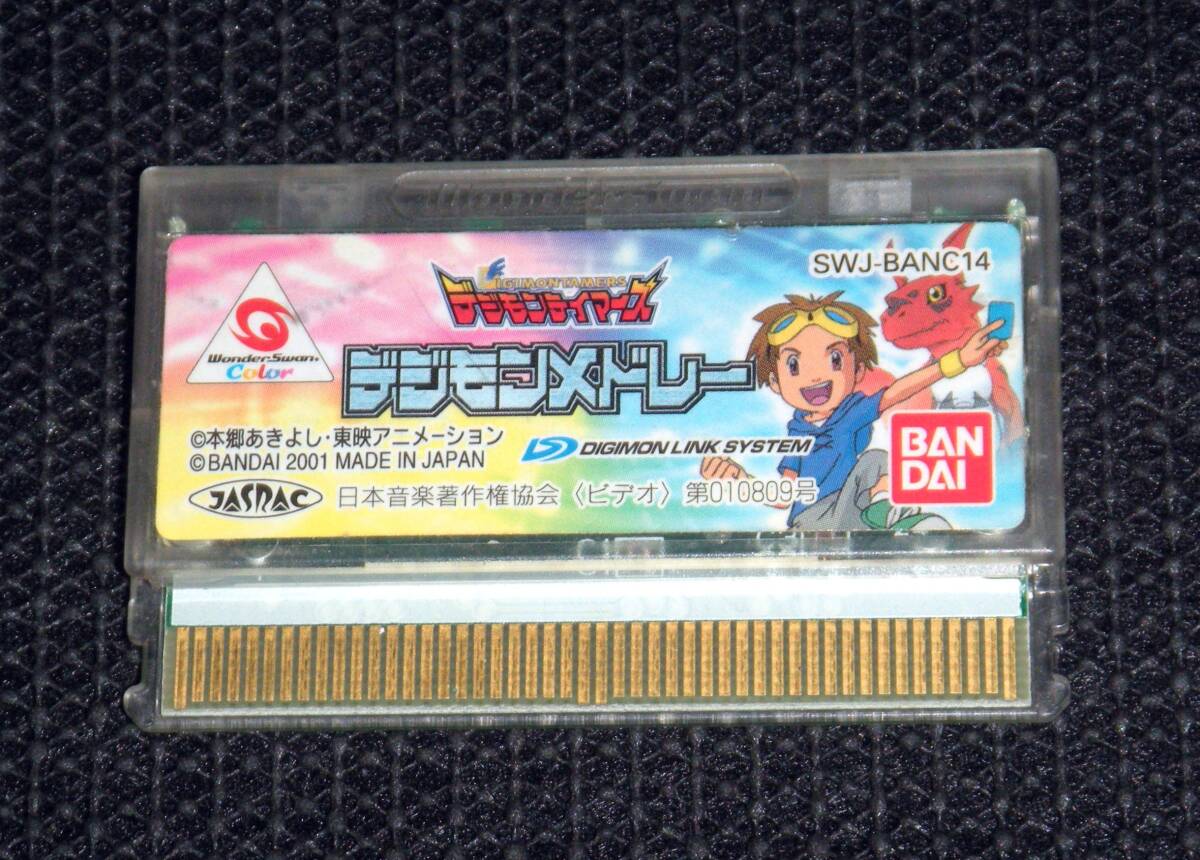 WonderSwan
SWJ-BANC14
DIGIMONTAMERS
デジモンテイマーズ
WonderSwan
Color
デジモンメドレー
©本郷あきよし・東映アニメーション
©BANDAI 2001 MADE IN JAPAN
DIGIMON LINK SYSTEM
BAN
DAI
JASRAC
日本音楽著作権協会〈ビデオ〉第010809号